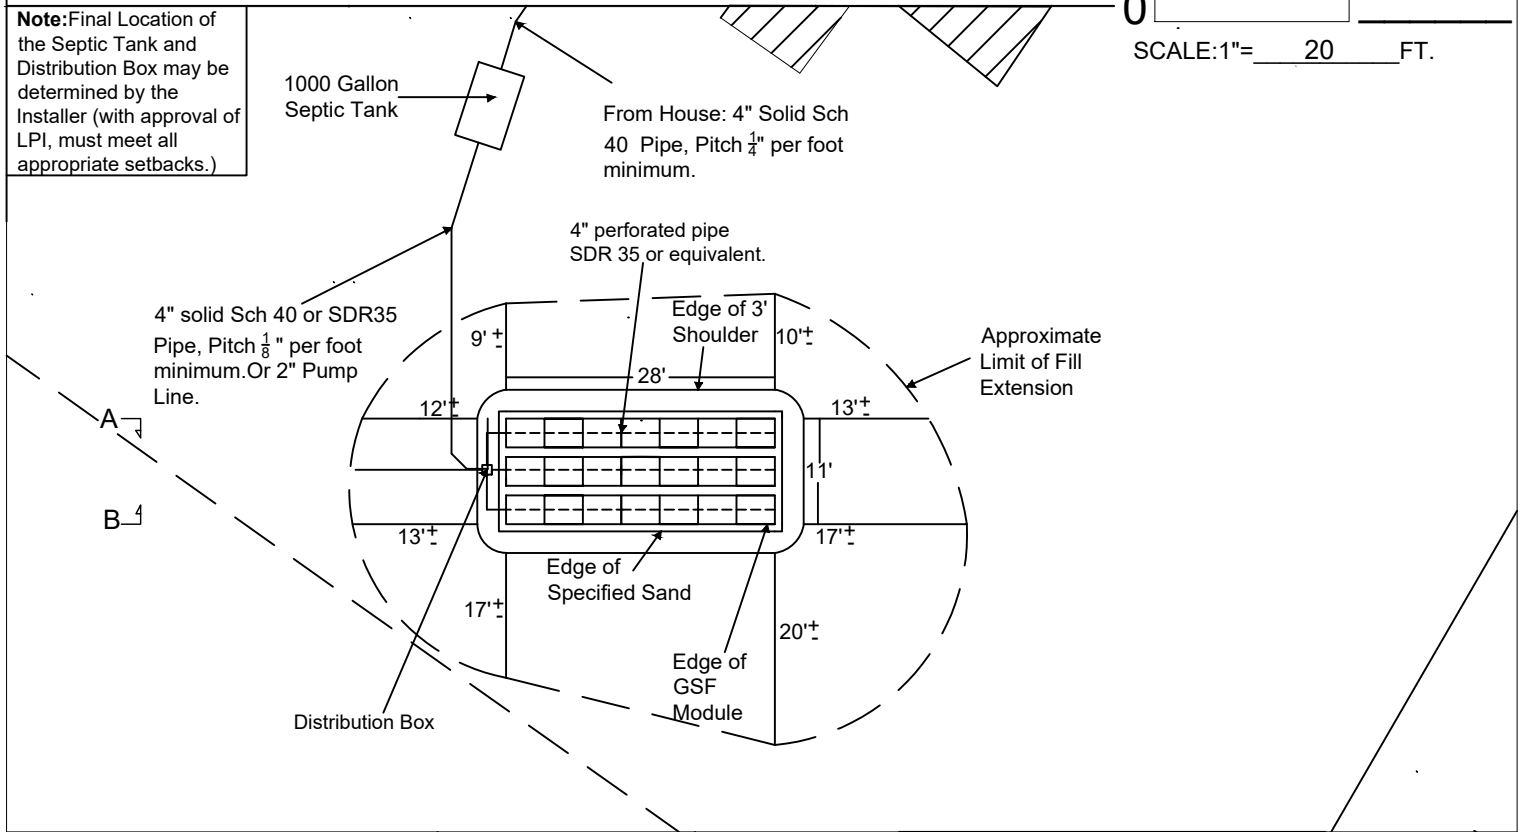 Note:Final Location of
the Septic Tank and
Distribution Box may be
determined by the
Installer (with approval of
LPI, must meet all
appropriate setbacks.)
0
SCALE:1"= 20 FT.
1000 Gallon
Septic Tank
From House: 4" Solid Sch
40 Pipe, Pitch 1/4" per foot
minimum.
4" perforated pipe
SDR 35 or equivalent.
4" solid Sch 40 or SDR35
Pipe, Pitch 1/8 " per foot
minimum.Or 2" Pump
Line.
Edge of 3'
Shoulder
Approximate
Limit of Fill
Extension
9' ±
10'±
28'
12'±
13'±
A
11'
B
13'±
17'±
Edge of
Specified Sand
17'±
20'±
Edge of
GSF
Module
Distribution Box